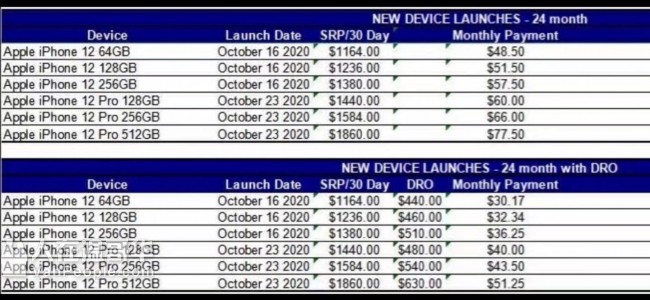 NEW DEVICE LAUNCHES - 24 month
Device Launch Date SRP/30 Day Monthly Payment
Apple iPhone 12 64GB October 16 2020 $1164.00 $48.50
Apple iPhone 12 128GB October 16 2020 $1236.00 $51.50
Apple iPhone 12 256GB October 16 2020 $1380.00 $57.50
Apple iPhone 12 Pro 128GB October 23 2020 $1440.00 $60.00
Apple iPhone 12 Pro 256GB October 23 2020 $1584.00 $66.00
Apple iPhone 12 Pro 512GB October 23 2020 $1860.00 $77.50
NEW DEVICE LAUNCHES - 24 month with DRO
Device Launch Date SRP/30 Day DRO Monthly Payment
Apple iPhone 12 64GB October 16 2020 $1164.00 $440.00 $30.17
Apple iPhone 12 128GB October 16 2020 $1236.00 $460.00 $32.34
Apple iPhone 12 256GB October 16 2020 $1380.00 $510.00 $36.25
Apple iPhone 12 Pro 128GB October 23 2020 $1440.00 $480.00 $40.00
Apple iPhone 12 Pro 256GB October 23 2020 $1584.00 $540.00 $43.50
Apple iPhone 12 Pro 512GB October 23 2020 $1860.00 $630.00 $51.25